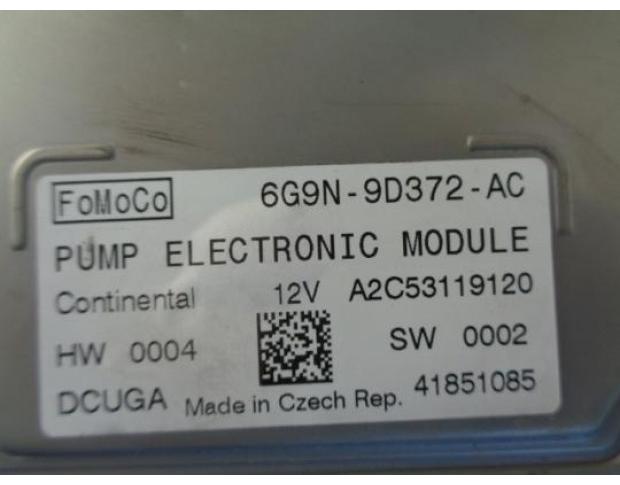 FoMoCo 6G9N-9D372-AC
PUMP ELECTRONIC MODULE
Continental 12V A2C53119120
HW 0004 SW 0002
DCUGA Made in Czech Rep. 41851085